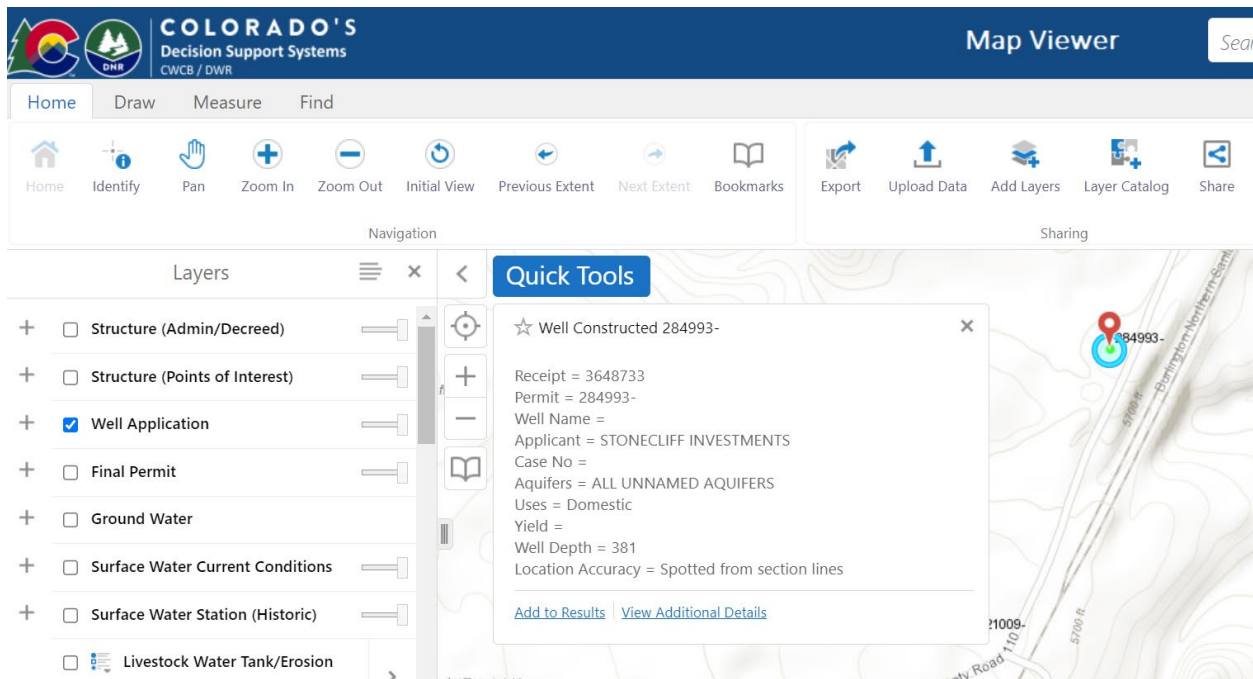 COLORADO'S
Decision Support Systems
CWCB / DWR
DNR
Map Viewer
Home Draw Measure Find
Home Identify Pan Zoom In Zoom Out Initial View Previous Extent Next Extent Bookmarks
Export Upload Data Add Layers Layer Catalog Share
Navigation
Sharing
Layers
Structure (Admin/Decreed)
Structure (Points of Interest)
Well Application
Final Permit
Ground Water
Surface Water Current Conditions
Surface Water Station (Historic)
Livestock Water Tank/Erosion
Quick Tools
Well Constructed 284993-
Receipt = 3648733
Permit = 284993-
Well Name =
Applicant = STONECLIFF INVESTMENTS
Case No =
Aquifers = ALL UNNAMED AQUIFERS
Uses = Domestic
Yield =
Well Depth = 381
Location Accuracy = Spotted from section lines
Add to Results View Additional Details
284993-
Burlington Northern
5700 ft
21009-
5700 ft
Road 110